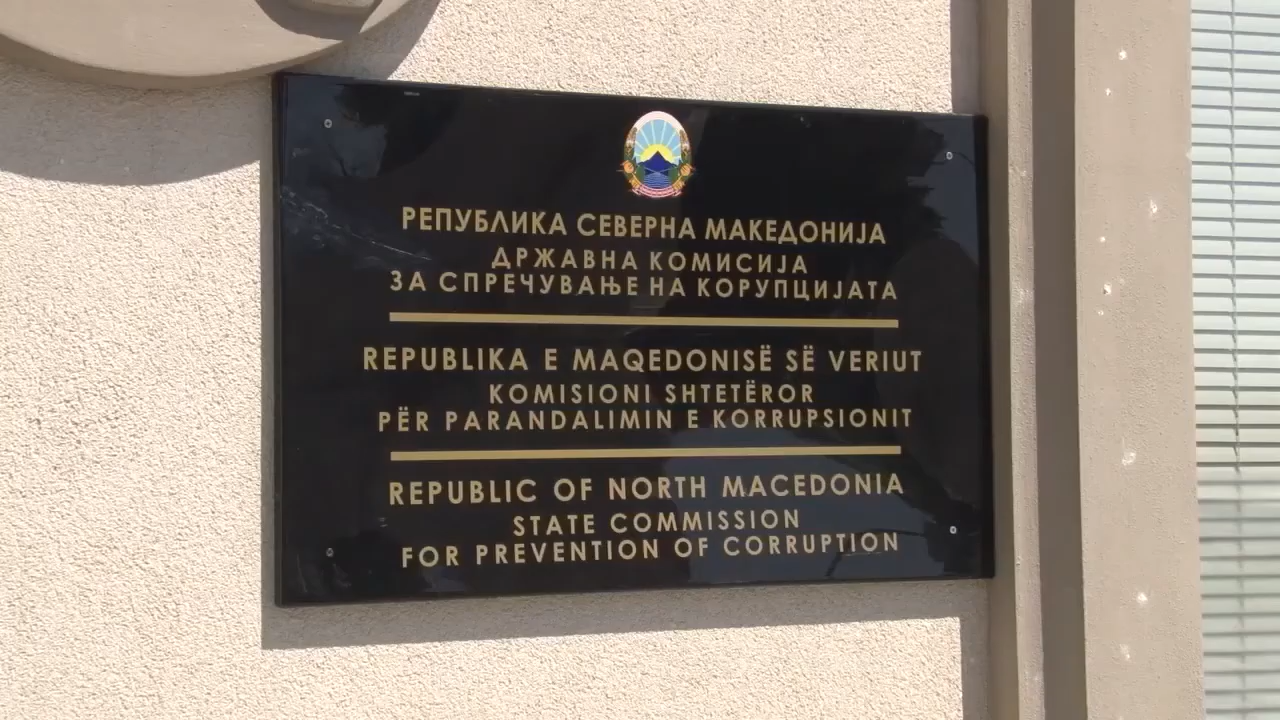 РЕПУБЛИКА СЕВЕРНА МАКЕДОНИЈА
ДРЖАВНА КОМИСИЈА
ЗА СПРЕЧУВАЊЕ НА КОРУПЦИЈАТА
REPUBLIKA E MAQEDONISË SË VERIUT
KOMISIONI SHTETËROR
PËR PARANDALIMIN E KORRUPSIONIT
REPUBLIC OF NORTH MACEDONIA
STATE COMMISSION
FOR PREVENTION OF CORRUPTION